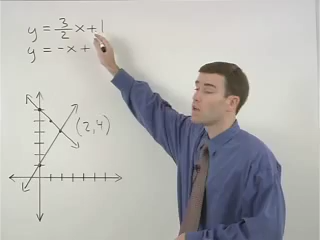 y = 3/2 x + 1
y = -x +
(2,4)